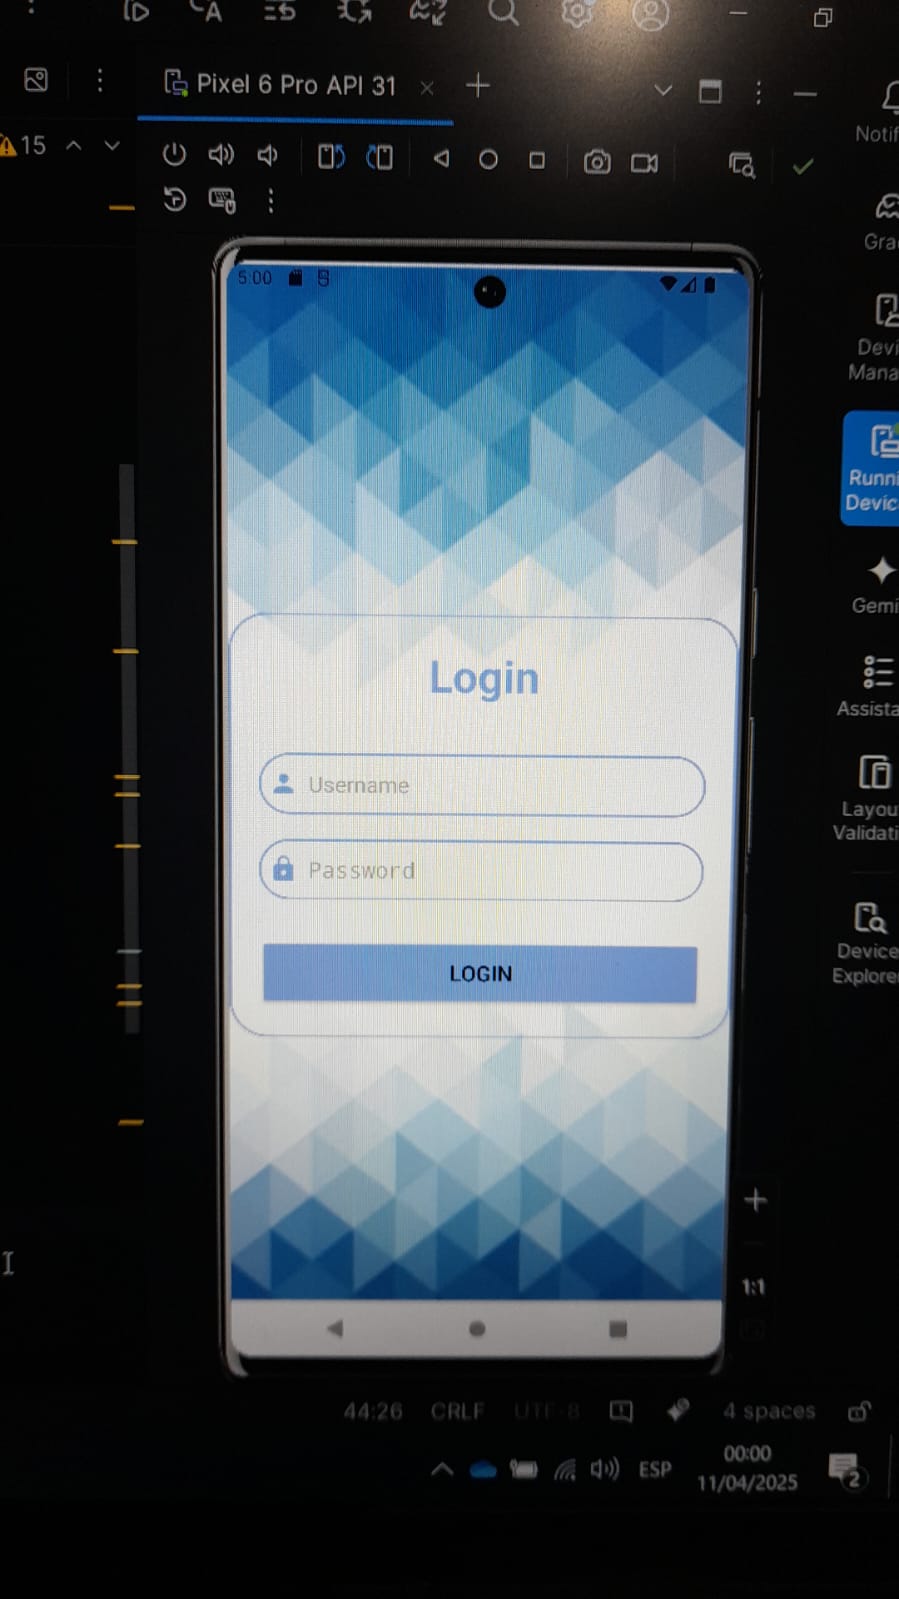 Pixel 6 Pro API 31
15
5:00
Login
Username
Password
LOGIN
Notif
Grad
Devi
Mana
Runni
Devic
Gemi
Assista
Layou
Validati
Device
Explore
1:1
44:26 CRLF UTF-8 4 spaces
ESP
00:00
11/04/2025
2